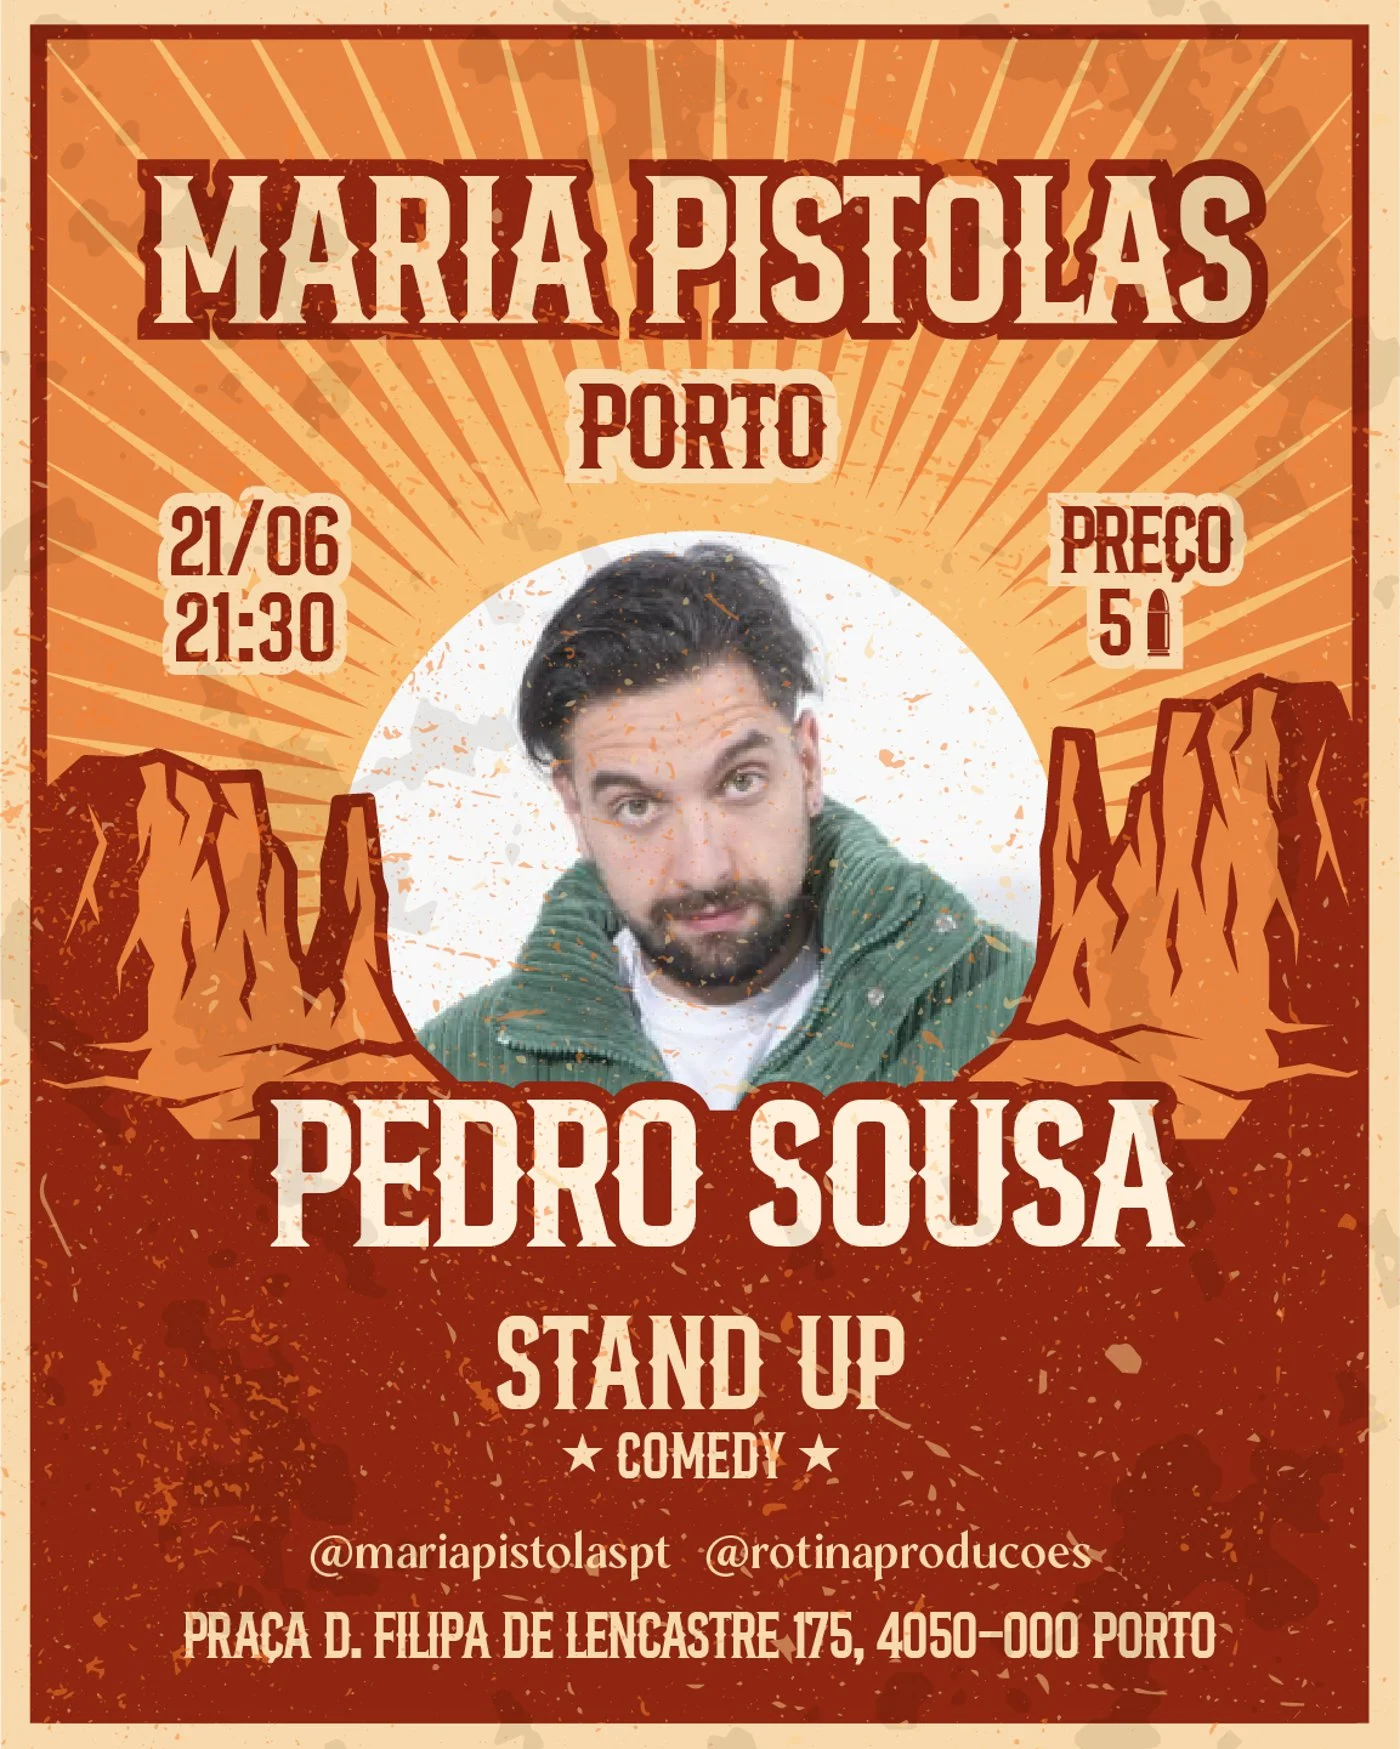 MARIA PISTOLAS
PORTO
21/06
21:30
PREÇO
5
PEDRO SOUSA
STAND UP
COMEDY
@mariapistolaspt @rotinaproducoes
PRAÇA D. FILIPA DE LENCASTRE 175, 4050-000 PORTO